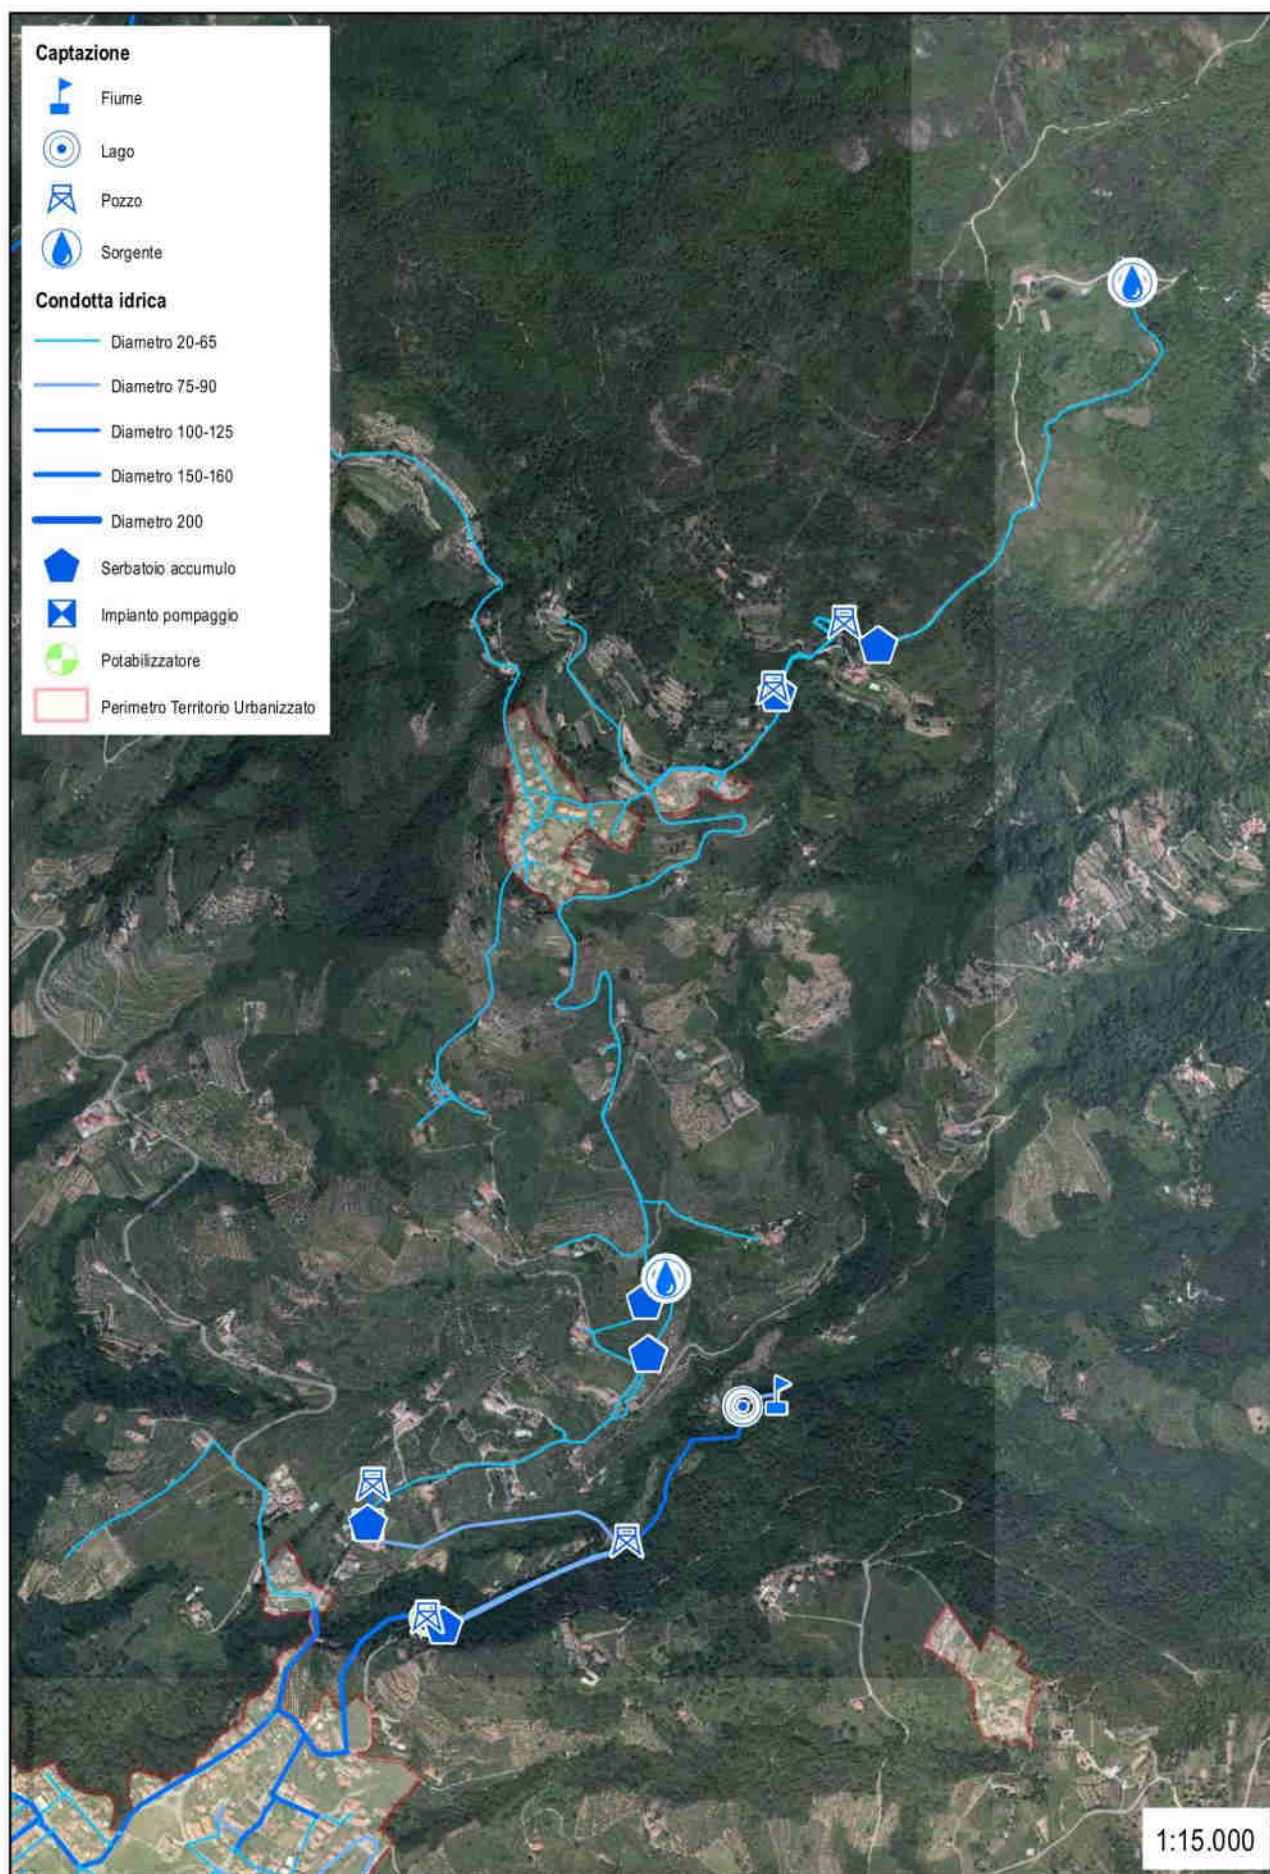 Captazione
Fiume
Lago
Pozzo
Sorgente
Condotta idrica
Diametro 20-65
Diametro 75-90
Diametro 100-125
Diametro 150-160
Diametro 200
Serbatoio accumulo
Impianto pompaggio
Potabilizzatore
Perimetro Territorio Urbanizzato
1:15.000